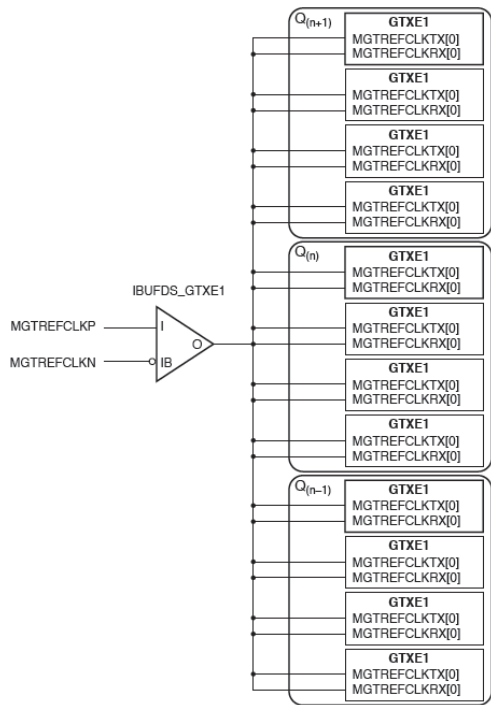 Q(n+1)
GTXE1
MGTREFCLKTX[0]
MGTREFCLKRX[0]
GTXE1
MGTREFCLKTX[0]
MGTREFCLKRX[0]
GTXE1
MGTREFCLKTX[0]
MGTREFCLKRX[0]
GTXE1
MGTREFCLKTX[0]
MGTREFCLKRX[0]
IBUFDS_GTXE1
MGTREFCLKP
I
O
MGTREFCLKN
IB
Q(n)
GTXE1
MGTREFCLKTX[0]
MGTREFCLKRX[0]
GTXE1
MGTREFCLKTX[0]
MGTREFCLKRX[0]
GTXE1
MGTREFCLKTX[0]
MGTREFCLKRX[0]
GTXE1
MGTREFCLKTX[0]
MGTREFCLKRX[0]
Q(n–1)
GTXE1
MGTREFCLKTX[0]
MGTREFCLKRX[0]
GTXE1
MGTREFCLKTX[0]
MGTREFCLKRX[0]
GTXE1
MGTREFCLKTX[0]
MGTREFCLKRX[0]
GTXE1
MGTREFCLKTX[0]
MGTREFCLKRX[0]